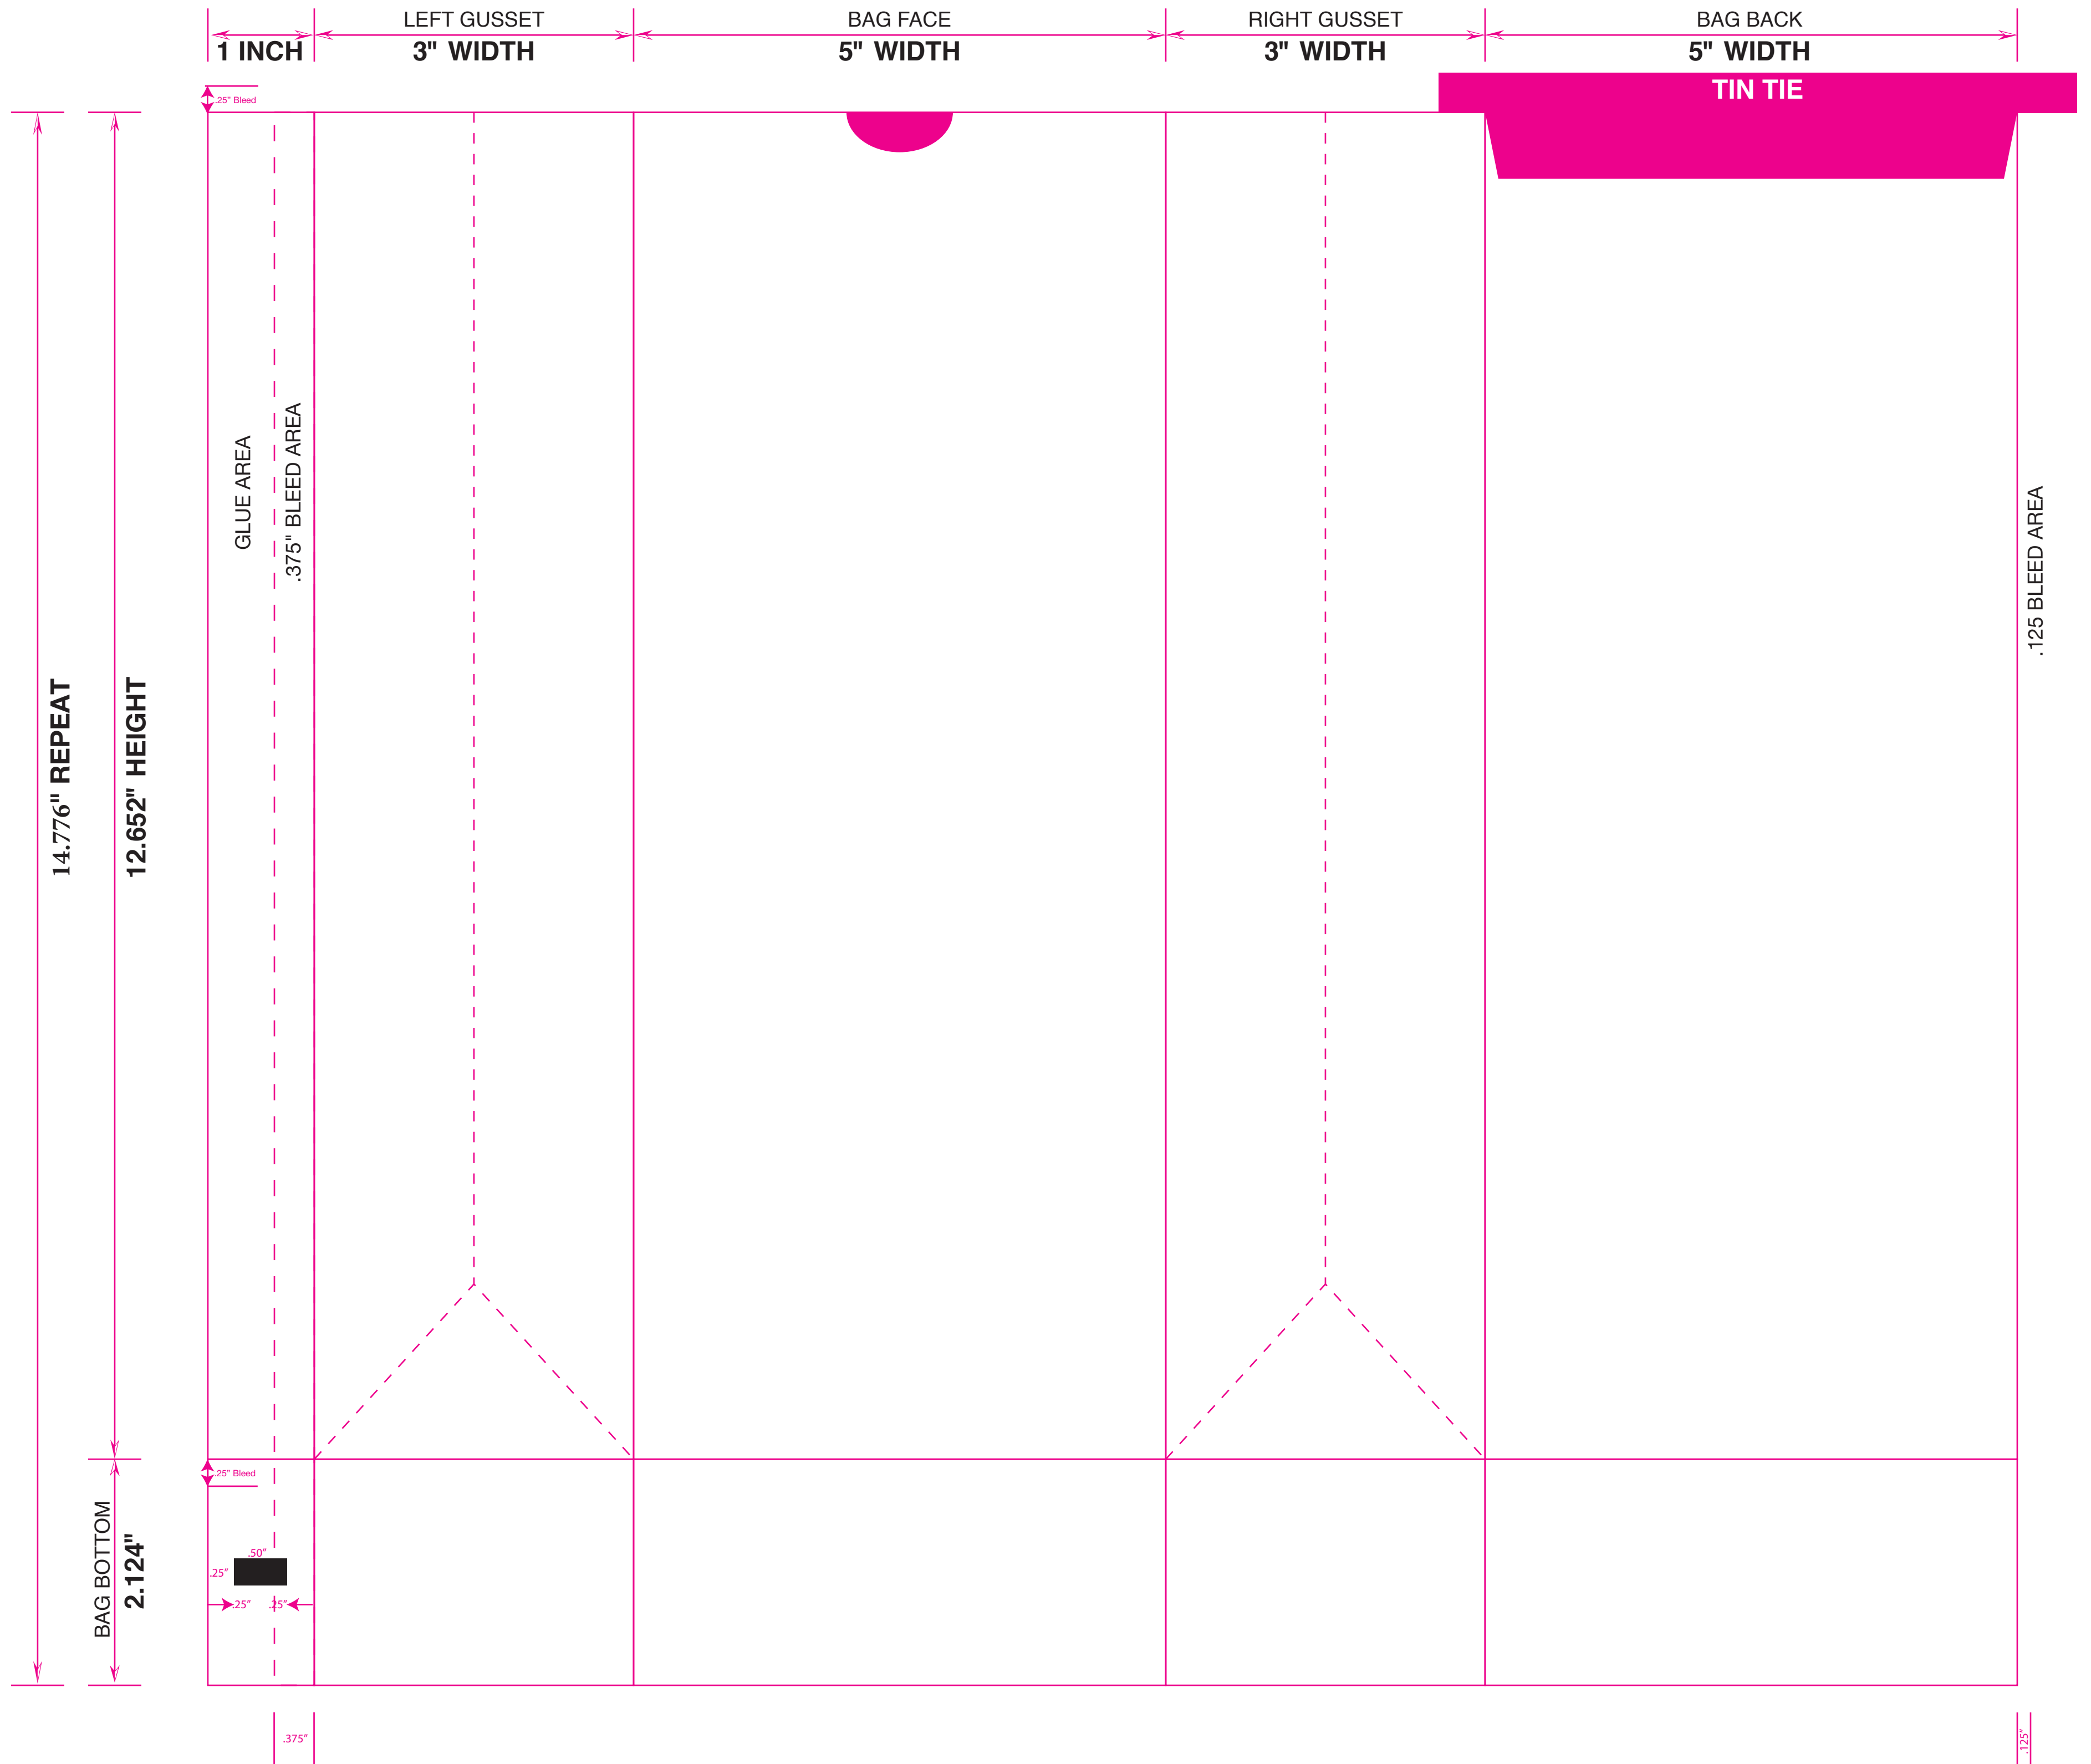 LEFT GUSSET
BAG FACE
RIGHT GUSSET
BAG BACK
1 INCH
3" WIDTH
5" WIDTH
3" WIDTH
5" WIDTH
TIN TIE
.25" Bleed
GLUE AREA
.375" BLEED AREA
.125 BLEED AREA
14.776" REPEAT
12.652" HEIGHT
.25" Bleed
BAG BOTTOM
2.124"
.50"
.25"
.25"
.25"
.375"
.125"